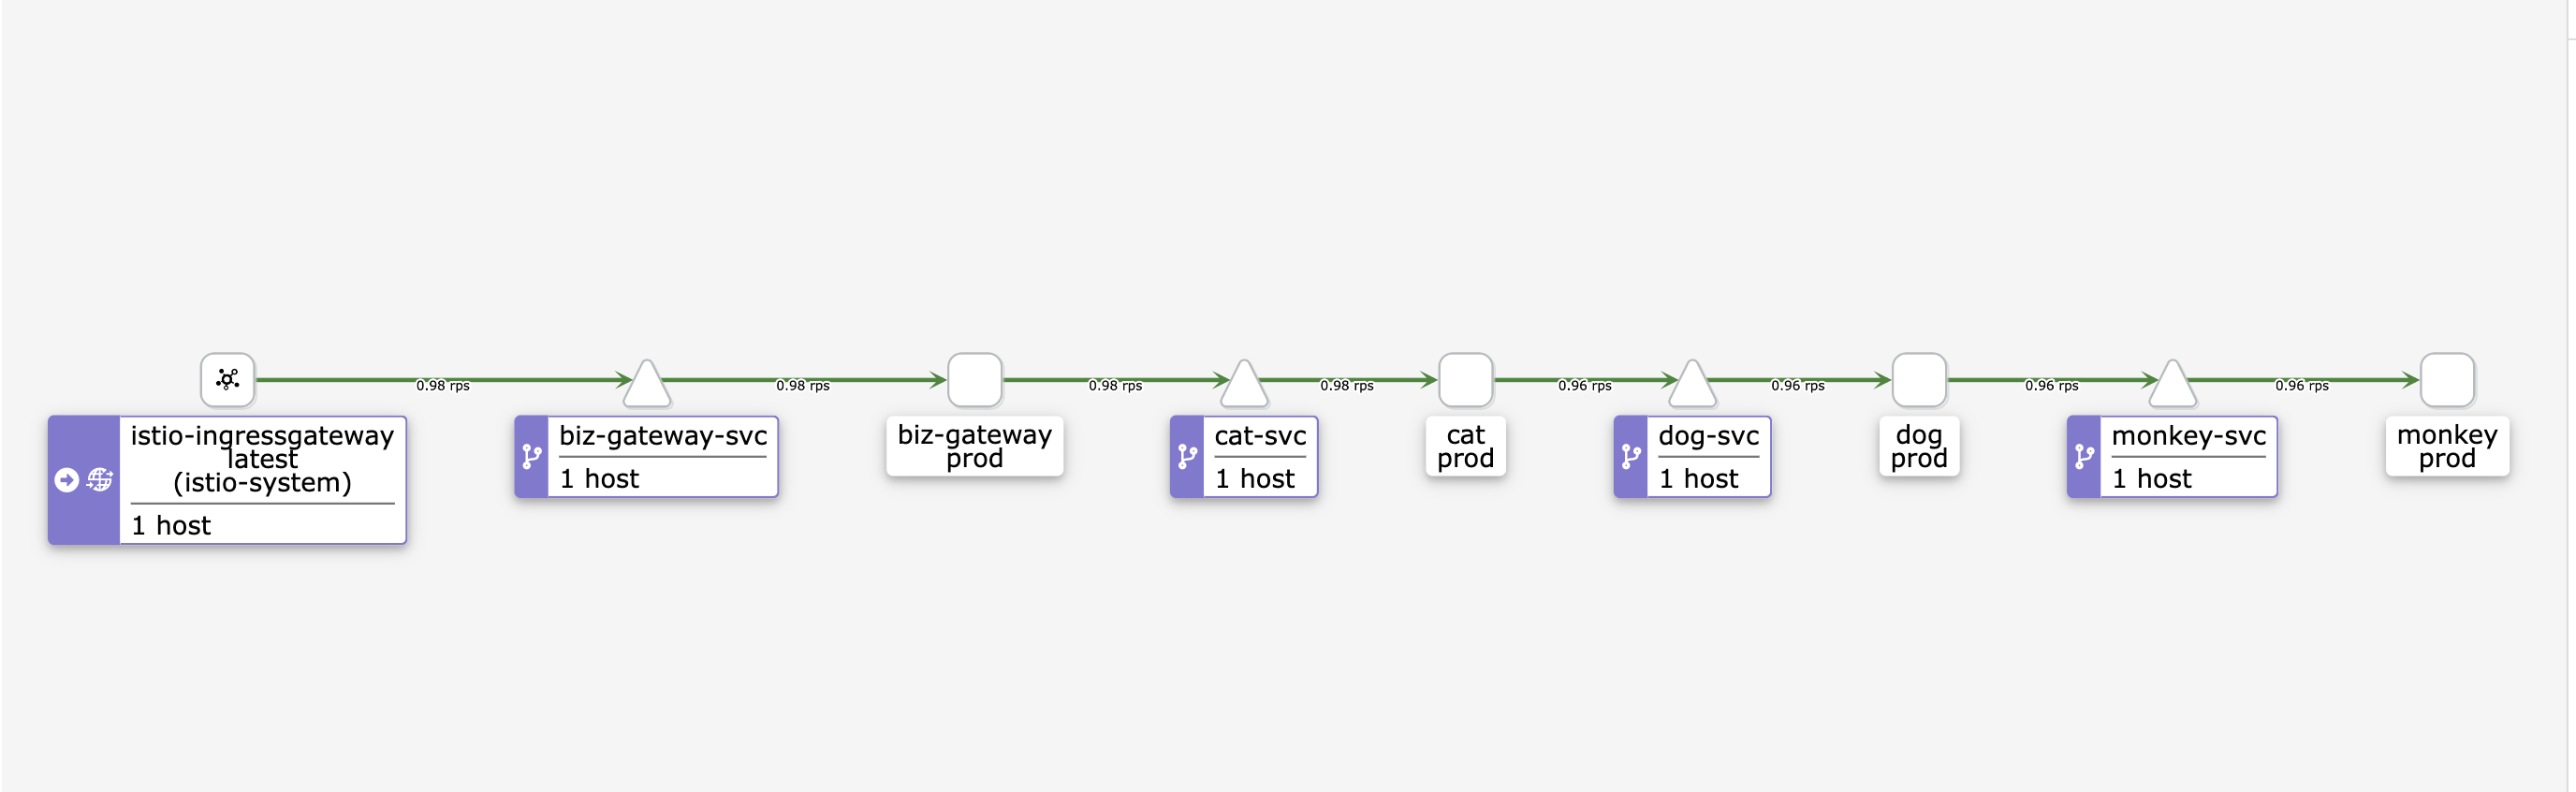 0.98 rps
0.98 rps
0.98 rps
0.98 rps
0.96 rps
0.96 rps
0.96 rps
0.96 rps
istio-ingressgateway
latest
(istio-system)
1 host
biz-gateway-svc
1 host
biz-gateway
prod
cat-svc
1 host
cat
prod
dog-svc
1 host
dog
prod
monkey-svc
1 host
monkey
prod